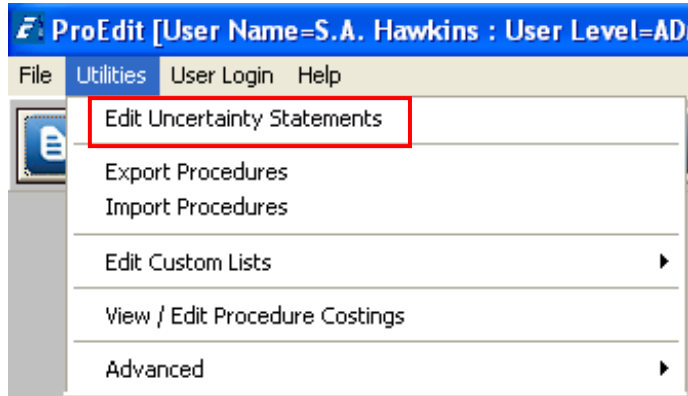 ProEdit [User Name=S.A. Hawkins : User Level=AD
File Utilities User Login Help
Edit Uncertainty Statements
Export Procedures
Import Procedures
Edit Custom Lists
View / Edit Procedure Costings
Advanced